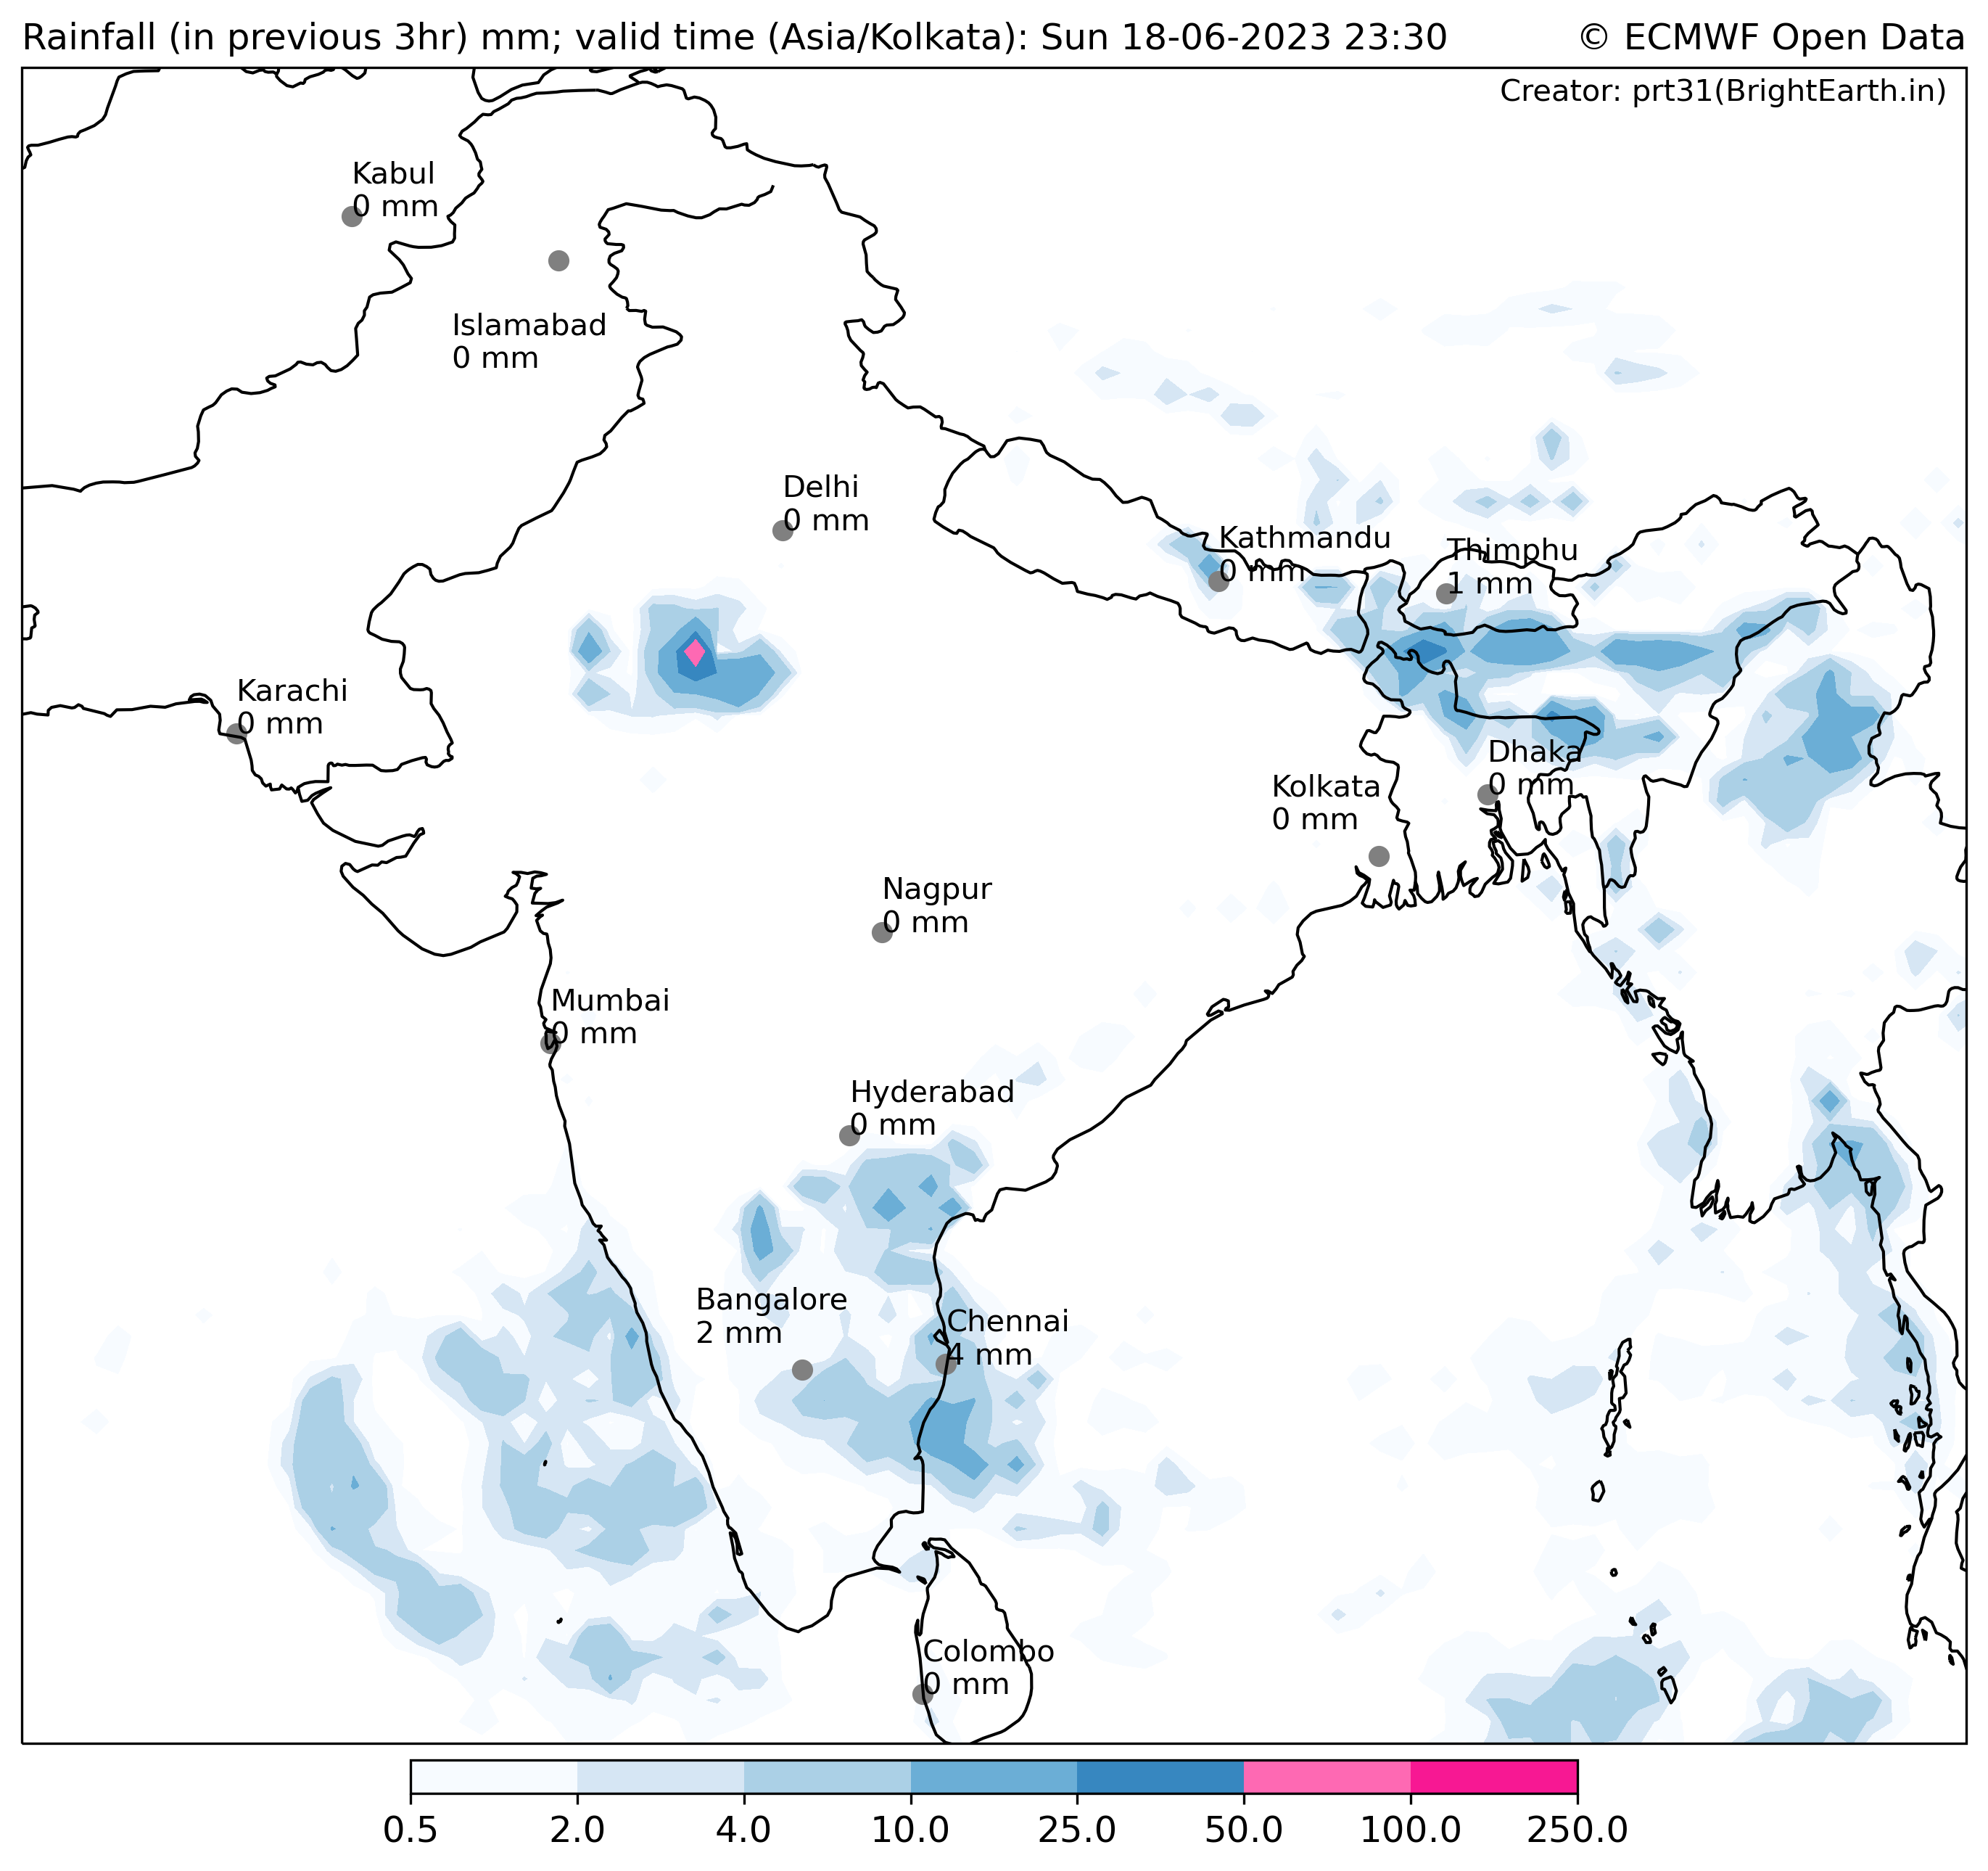 Rainfall (in previous 3hr) mm; valid time (Asia/Kolkata): Sun 18-06-2023 23:30
© ECMWF Open Data
Creator: prt31(BrightEarth.in)
Kabul
0 mm
Islamabad
0 mm
Delhi
0 mm
Kathmandu
0 mm
Thimphu
1 mm
Karachi
0 mm
Dhaka
0 mm
Kolkata
0 mm
Nagpur
0 mm
Mumbai
0 mm
Hyderabad
0 mm
Bangalore
2 mm
Chennai
4 mm
Colombo
0 mm
0.5 2.0 4.0 10.0 25.0 50.0 100.0 250.0